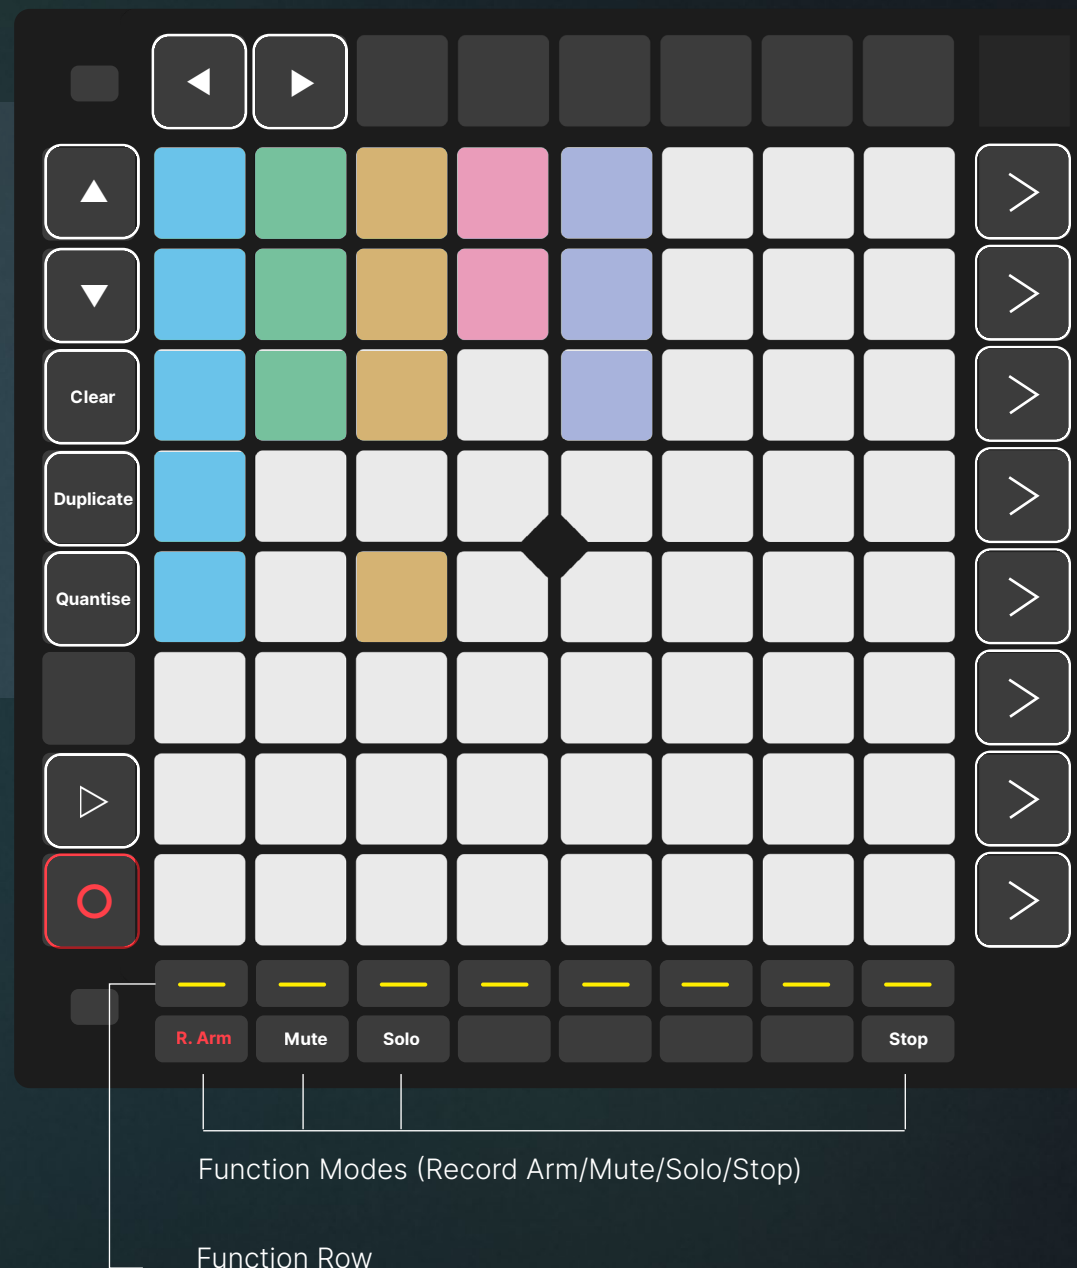 Clear
Duplicate
Quantise
R. Arm Mute Solo Stop
Function Modes (Record Arm/Mute/Solo/Stop)
Function Row